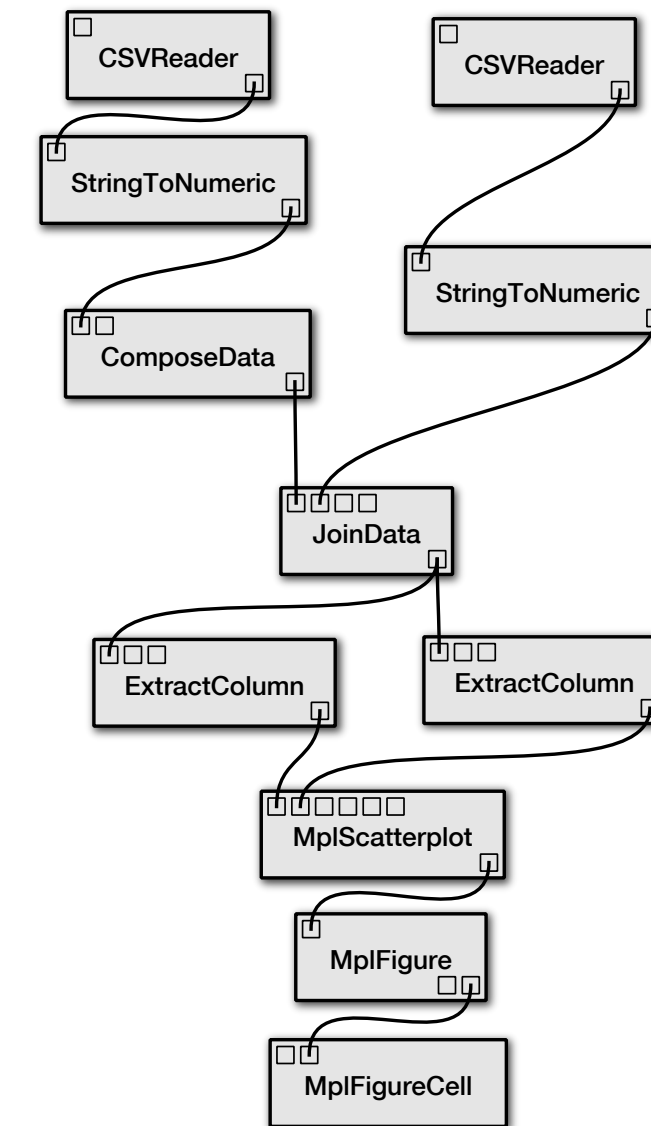 CSVReader
CSVReader
StringToNumeric
StringToNumeric
ComposeData
JoinData
ExtractColumn
ExtractColumn
MplScatterplot
MplFigure
MplFigureCell